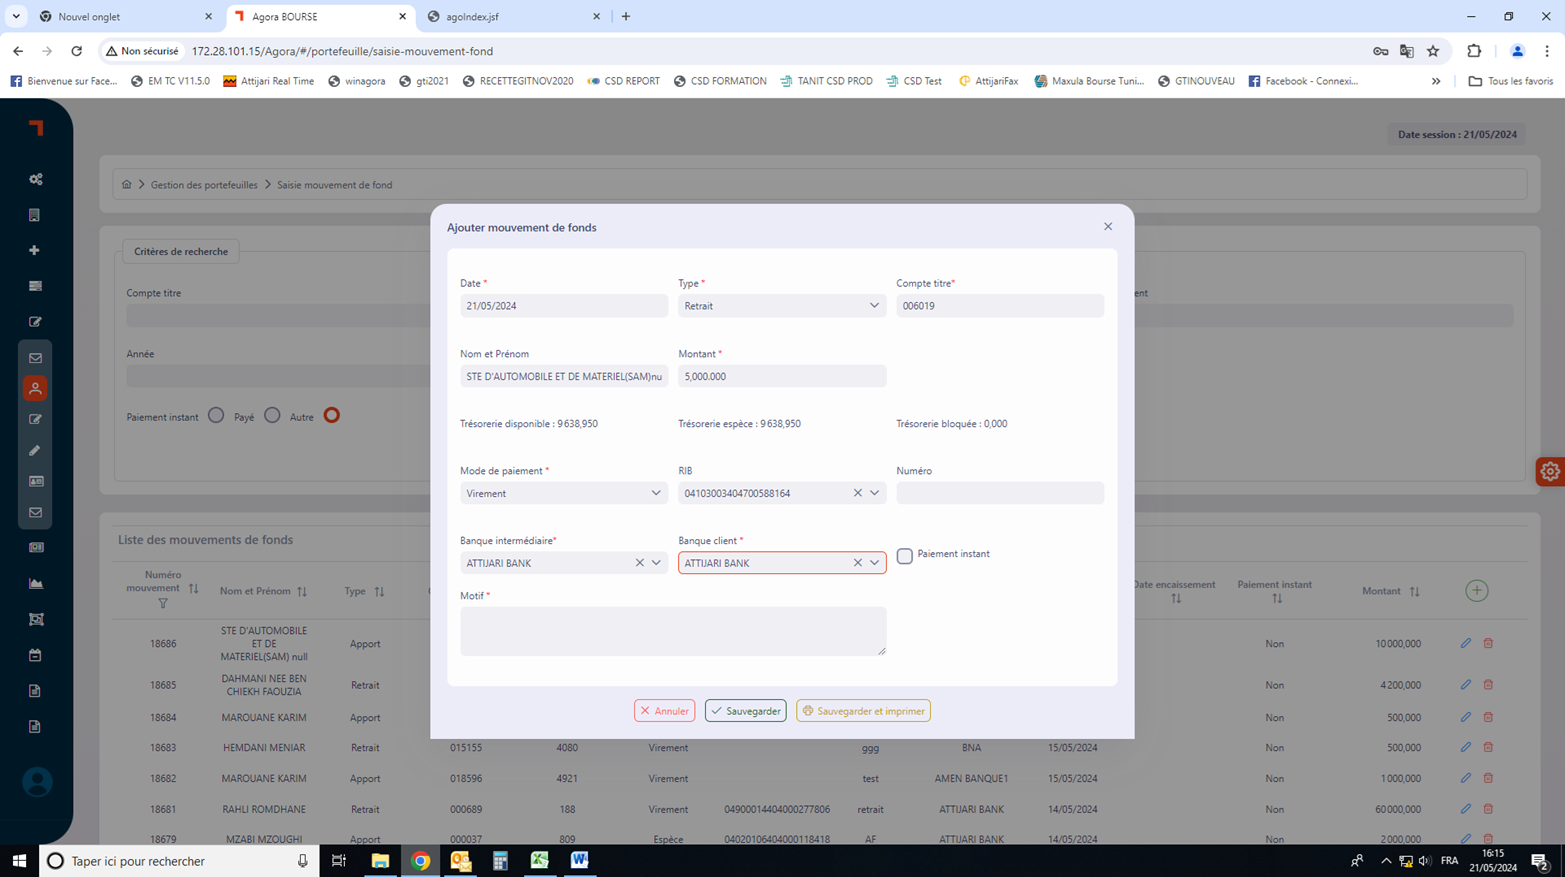 Nouvel onglet
Agora BOURSE
agoIndex.jsf
Non sécurisé
172.28.101.15/Agora/#/portefeuille/saisie-mouvement-fond
Bienvenue sur Face...
EM TC V11.5.0
Attijari Real Time
winagora
gti2021
RECETTEGITNOV2020
CSD REPORT
CSD FORMATION
TANIT CSD PROD
CSD Test
AttijariFax
Maxula Bourse Tuni...
GTINOUVEAU
Facebook - Connexi...
Tous les favoris
Date session : 21/05/2024
Gestion des portefeuilles
Saisie mouvement de fond
Critères de recherche
Compte titre
ent
Année
Paiement instant
Payé
Autre
Ajouter mouvement de fonds
Date *
Type *
Compte titre*
21/05/2024
Retrait
006019
Nom et Prénom
Montant *
STE D'AUTOMOBILE ET DE MATERIEL(SAM)nu
5,000.000
Trésorerie disponible : 9 638,950
Trésorerie espèce : 9 638,950
Trésorerie bloquée : 0,000
Mode de paiement *
RIB
Numéro
Virement
04103003404700588164
Banque intermédiaire*
Banque client *
Paiement instant
ATTIJARI BANK
ATTIJARI BANK
Motif *
Annuler
Sauvegarder
Sauvegarder et imprimer
Liste des mouvements de fonds
Numéro
mouvement
Nom et Prénom
Type
Date encaissement
Paiement instant
Montant
18686
STE D'AUTOMOBILE
ET DE
MATERIEL(SAM) null
Apport
Non
10 000,000
18685
DAHMANI NEE BEN
CHIEKH FAOUZIA
Retrait
Non
4 200,000
18684
MAROUANE KARIM
Apport
Non
500,000
18683
HEMDANI MENIAR
Retrait
015155
4080
Virement
ggg
BNA
15/05/2024
Non
500,000
18682
MAROUANE KARIM
Apport
018596
4921
Virement
test
AMEN BANQUE1
15/05/2024
Non
1 000,000
18681
RAHLI ROMDHANE
Retrait
000689
188
Virement
04900014404000277806
retrait
ATTIJARI BANK
14/05/2024
Non
60 000,000
18679
MZABI MZOUGHI
Apport
000037
809
Espèce
04020106404000118418
AF
ATTIJARI BANK
14/05/2024
Non
2 000,000
Taper ici pour rechercher
FRA
16:15
21/05/2024
2